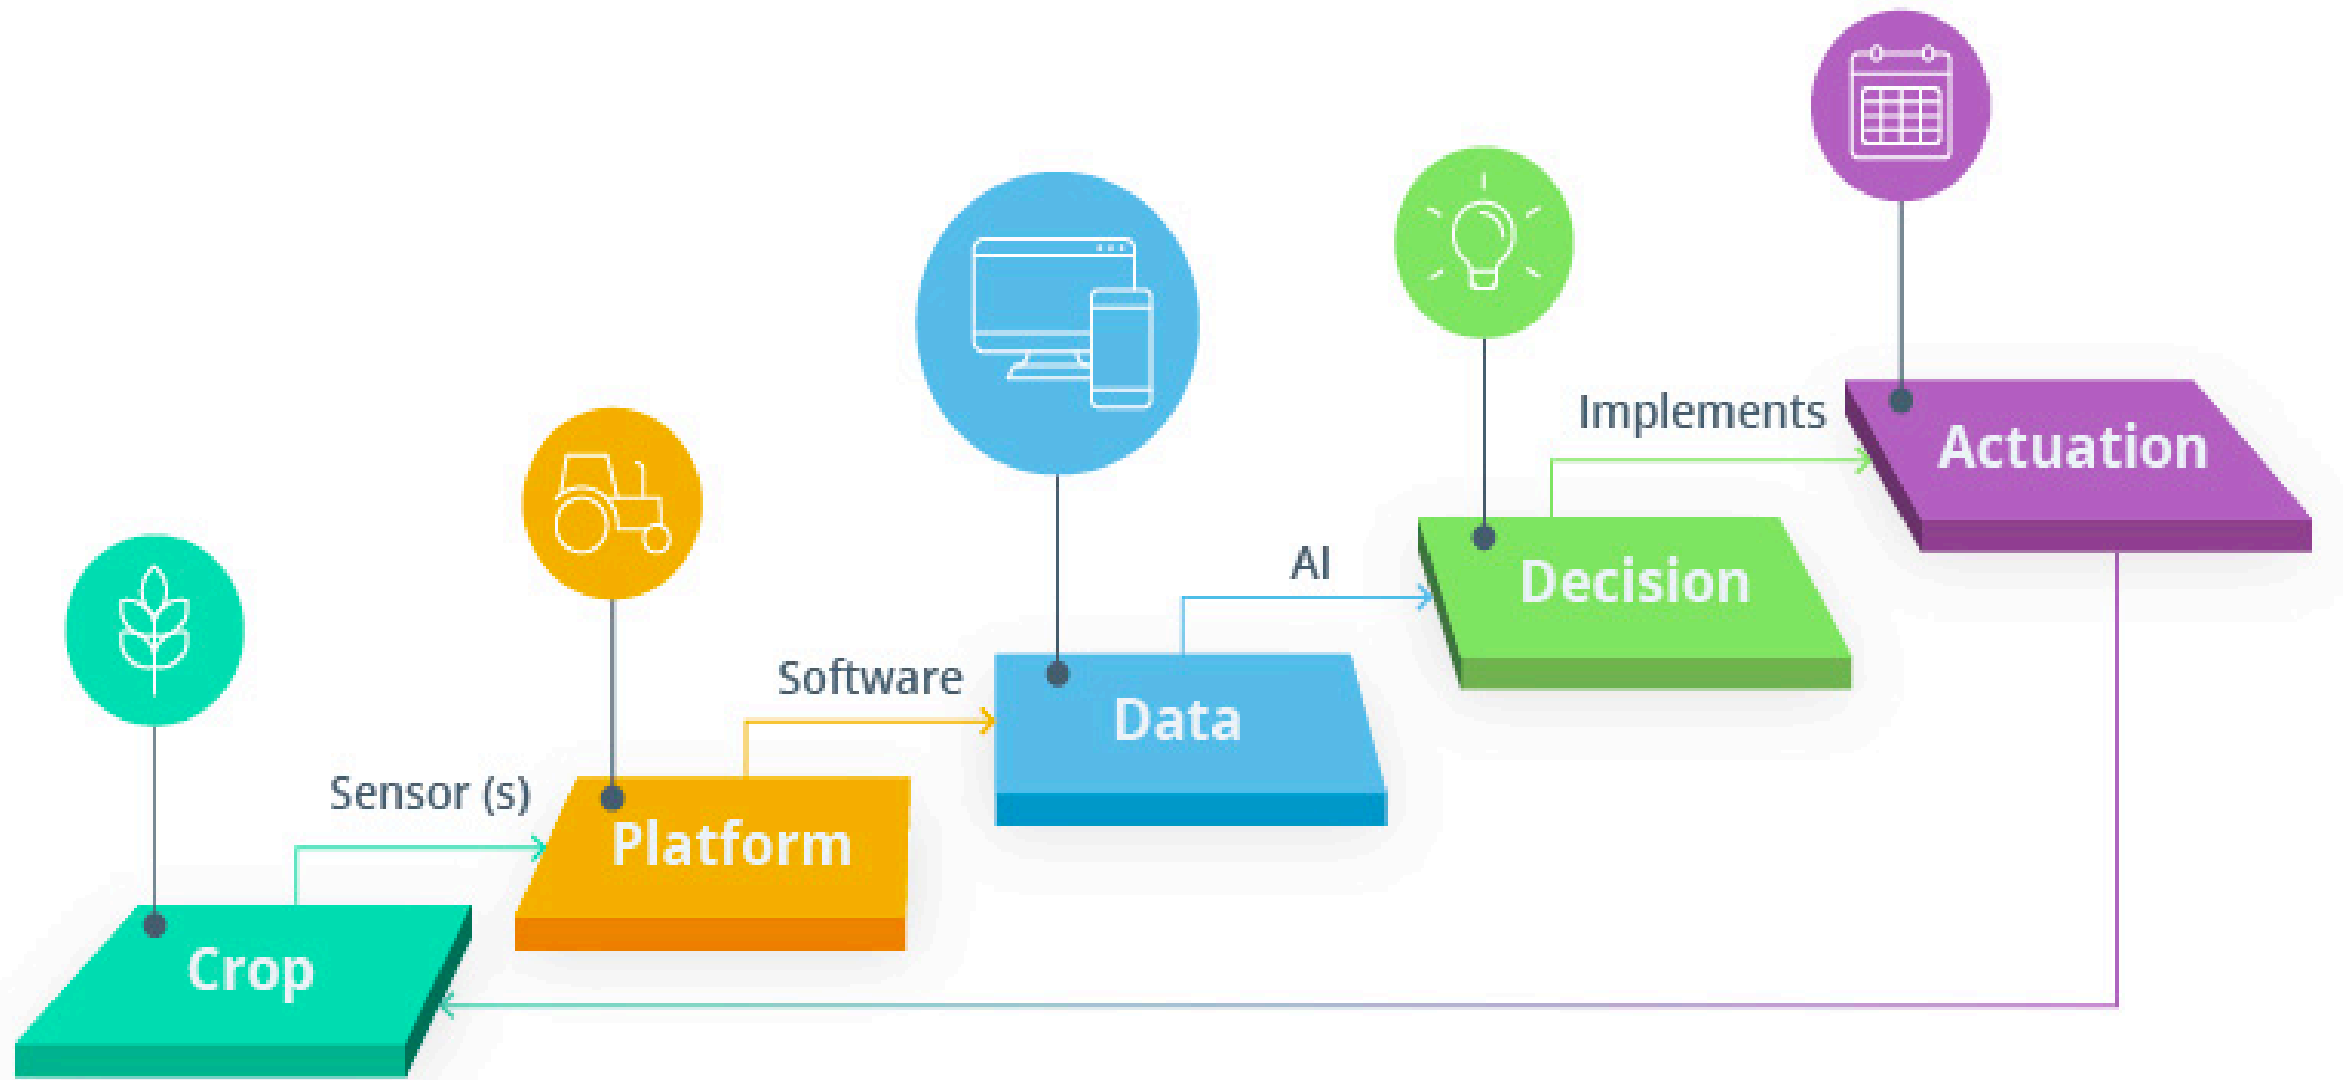 Crop
Sensor (s)
Platform
Software
Data
AI
Decision
Implements
Actuation